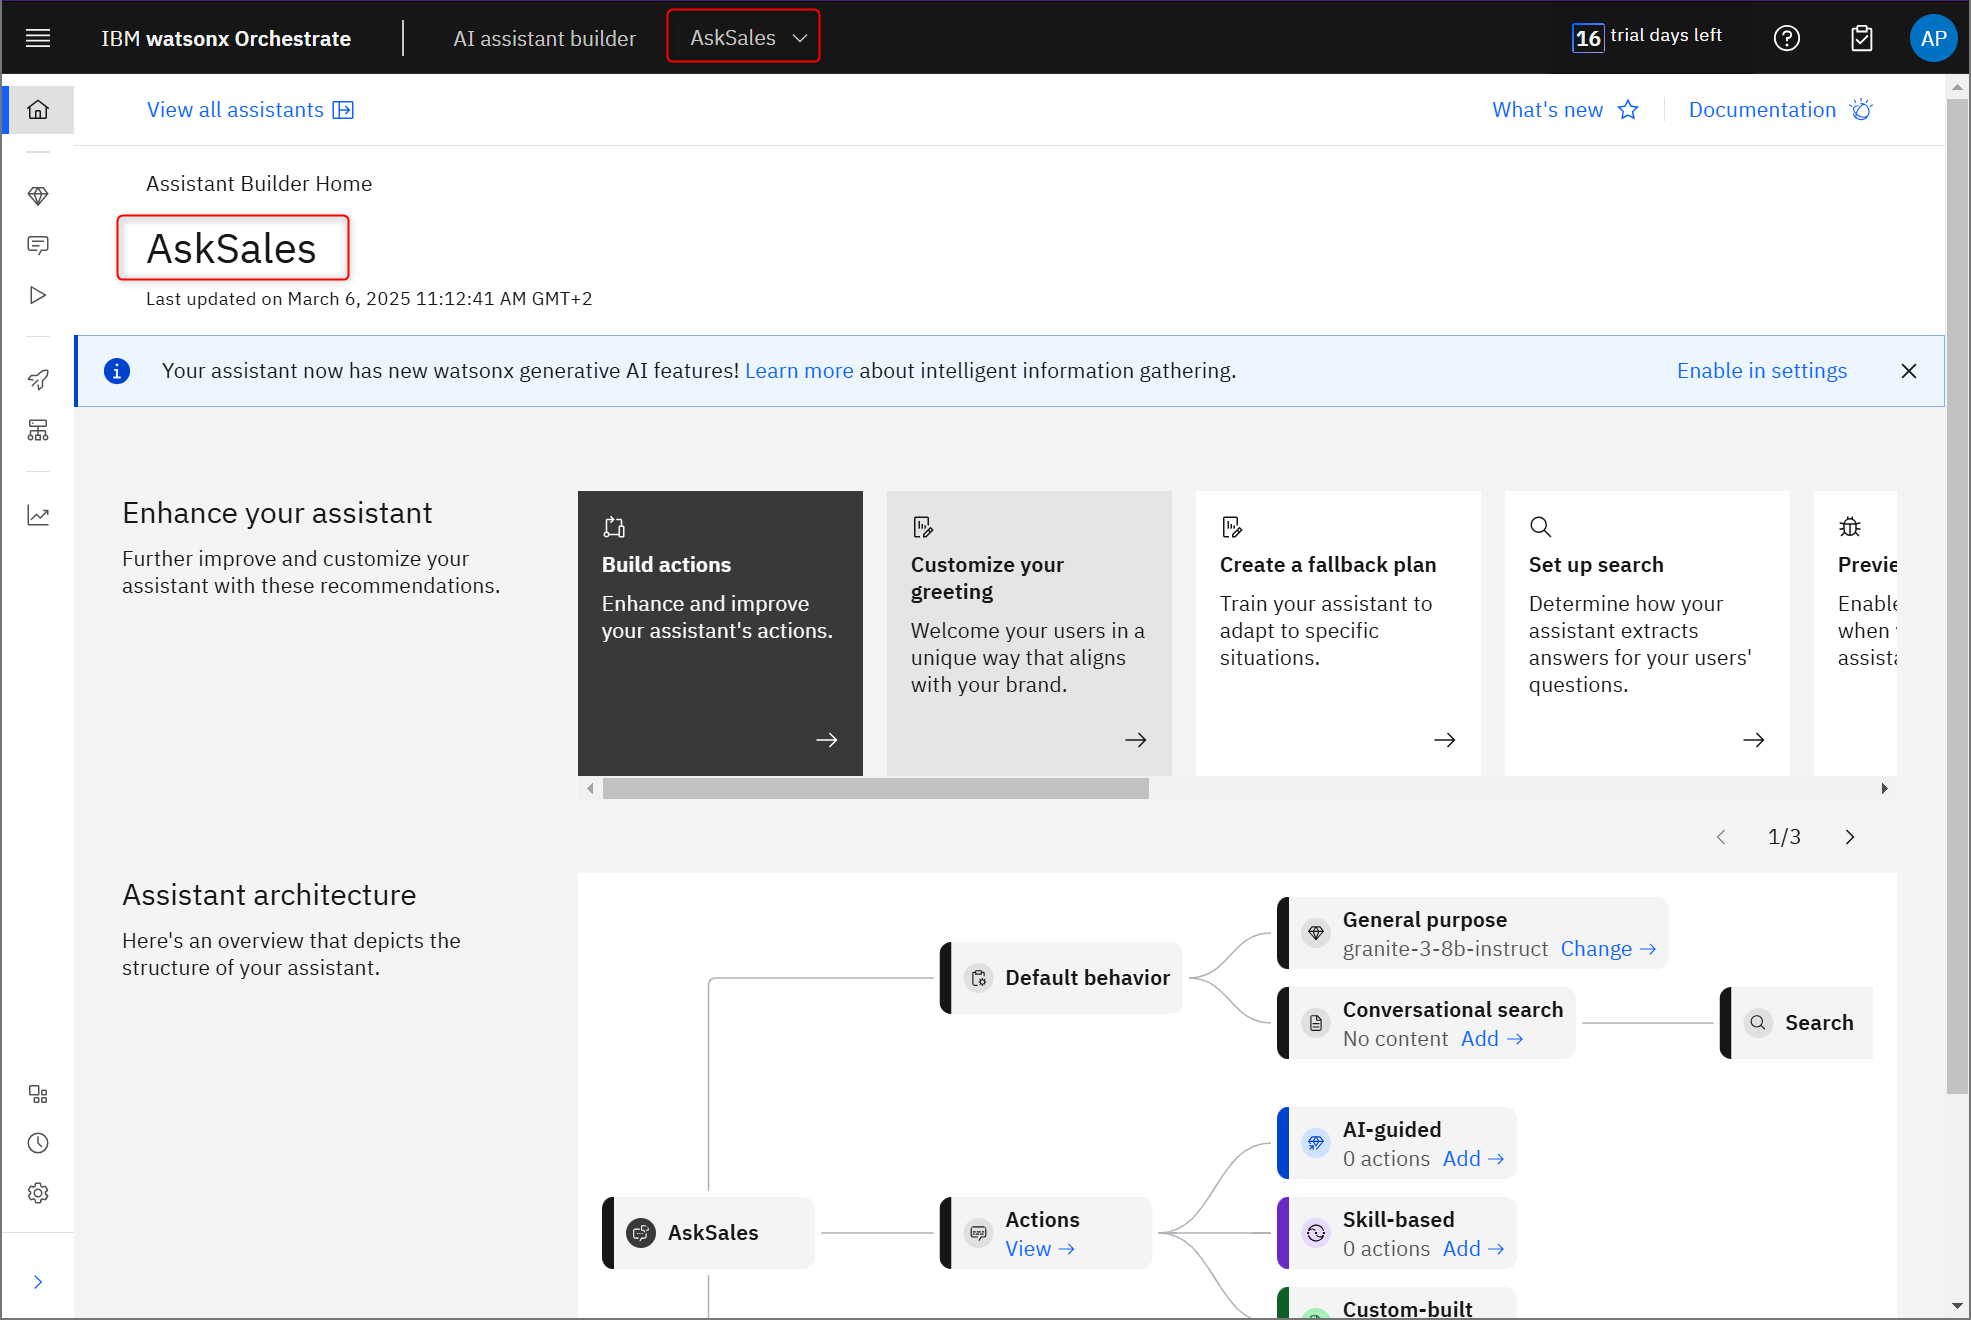 IBM watsonx Orchestrate
AI assistant builder
AskSales
16 trial days left
AP
View all assistants
What's new
Documentation
Assistant Builder Home
AskSales
Last updated on March 6, 2025 11:12:41 AM GMT+2
Your assistant now has new watsonx generative AI features! Learn more about intelligent information gathering.
Enable in settings
Enhance your assistant
Further improve and customize your
assistant with these recommendations.
Build actions
Enhance and improve
your assistant's actions.
Customize your
greeting
Welcome your users in a
unique way that aligns
with your brand.
Create a fallback plan
Train your assistant to
adapt to specific
situations.
Set up search
Determine how your
assistant extracts
answers for your users'
questions.
Previe
Enable
when
assista
1/3
Assistant architecture
Here's an overview that depicts the
structure of your assistant.
Default behavior
General purpose
granite-3-8b-instruct Change
Conversational search
No content Add
Search
AI-guided
0 actions Add
AskSales
Actions
View
Skill-based
0 actions Add
Custom-built